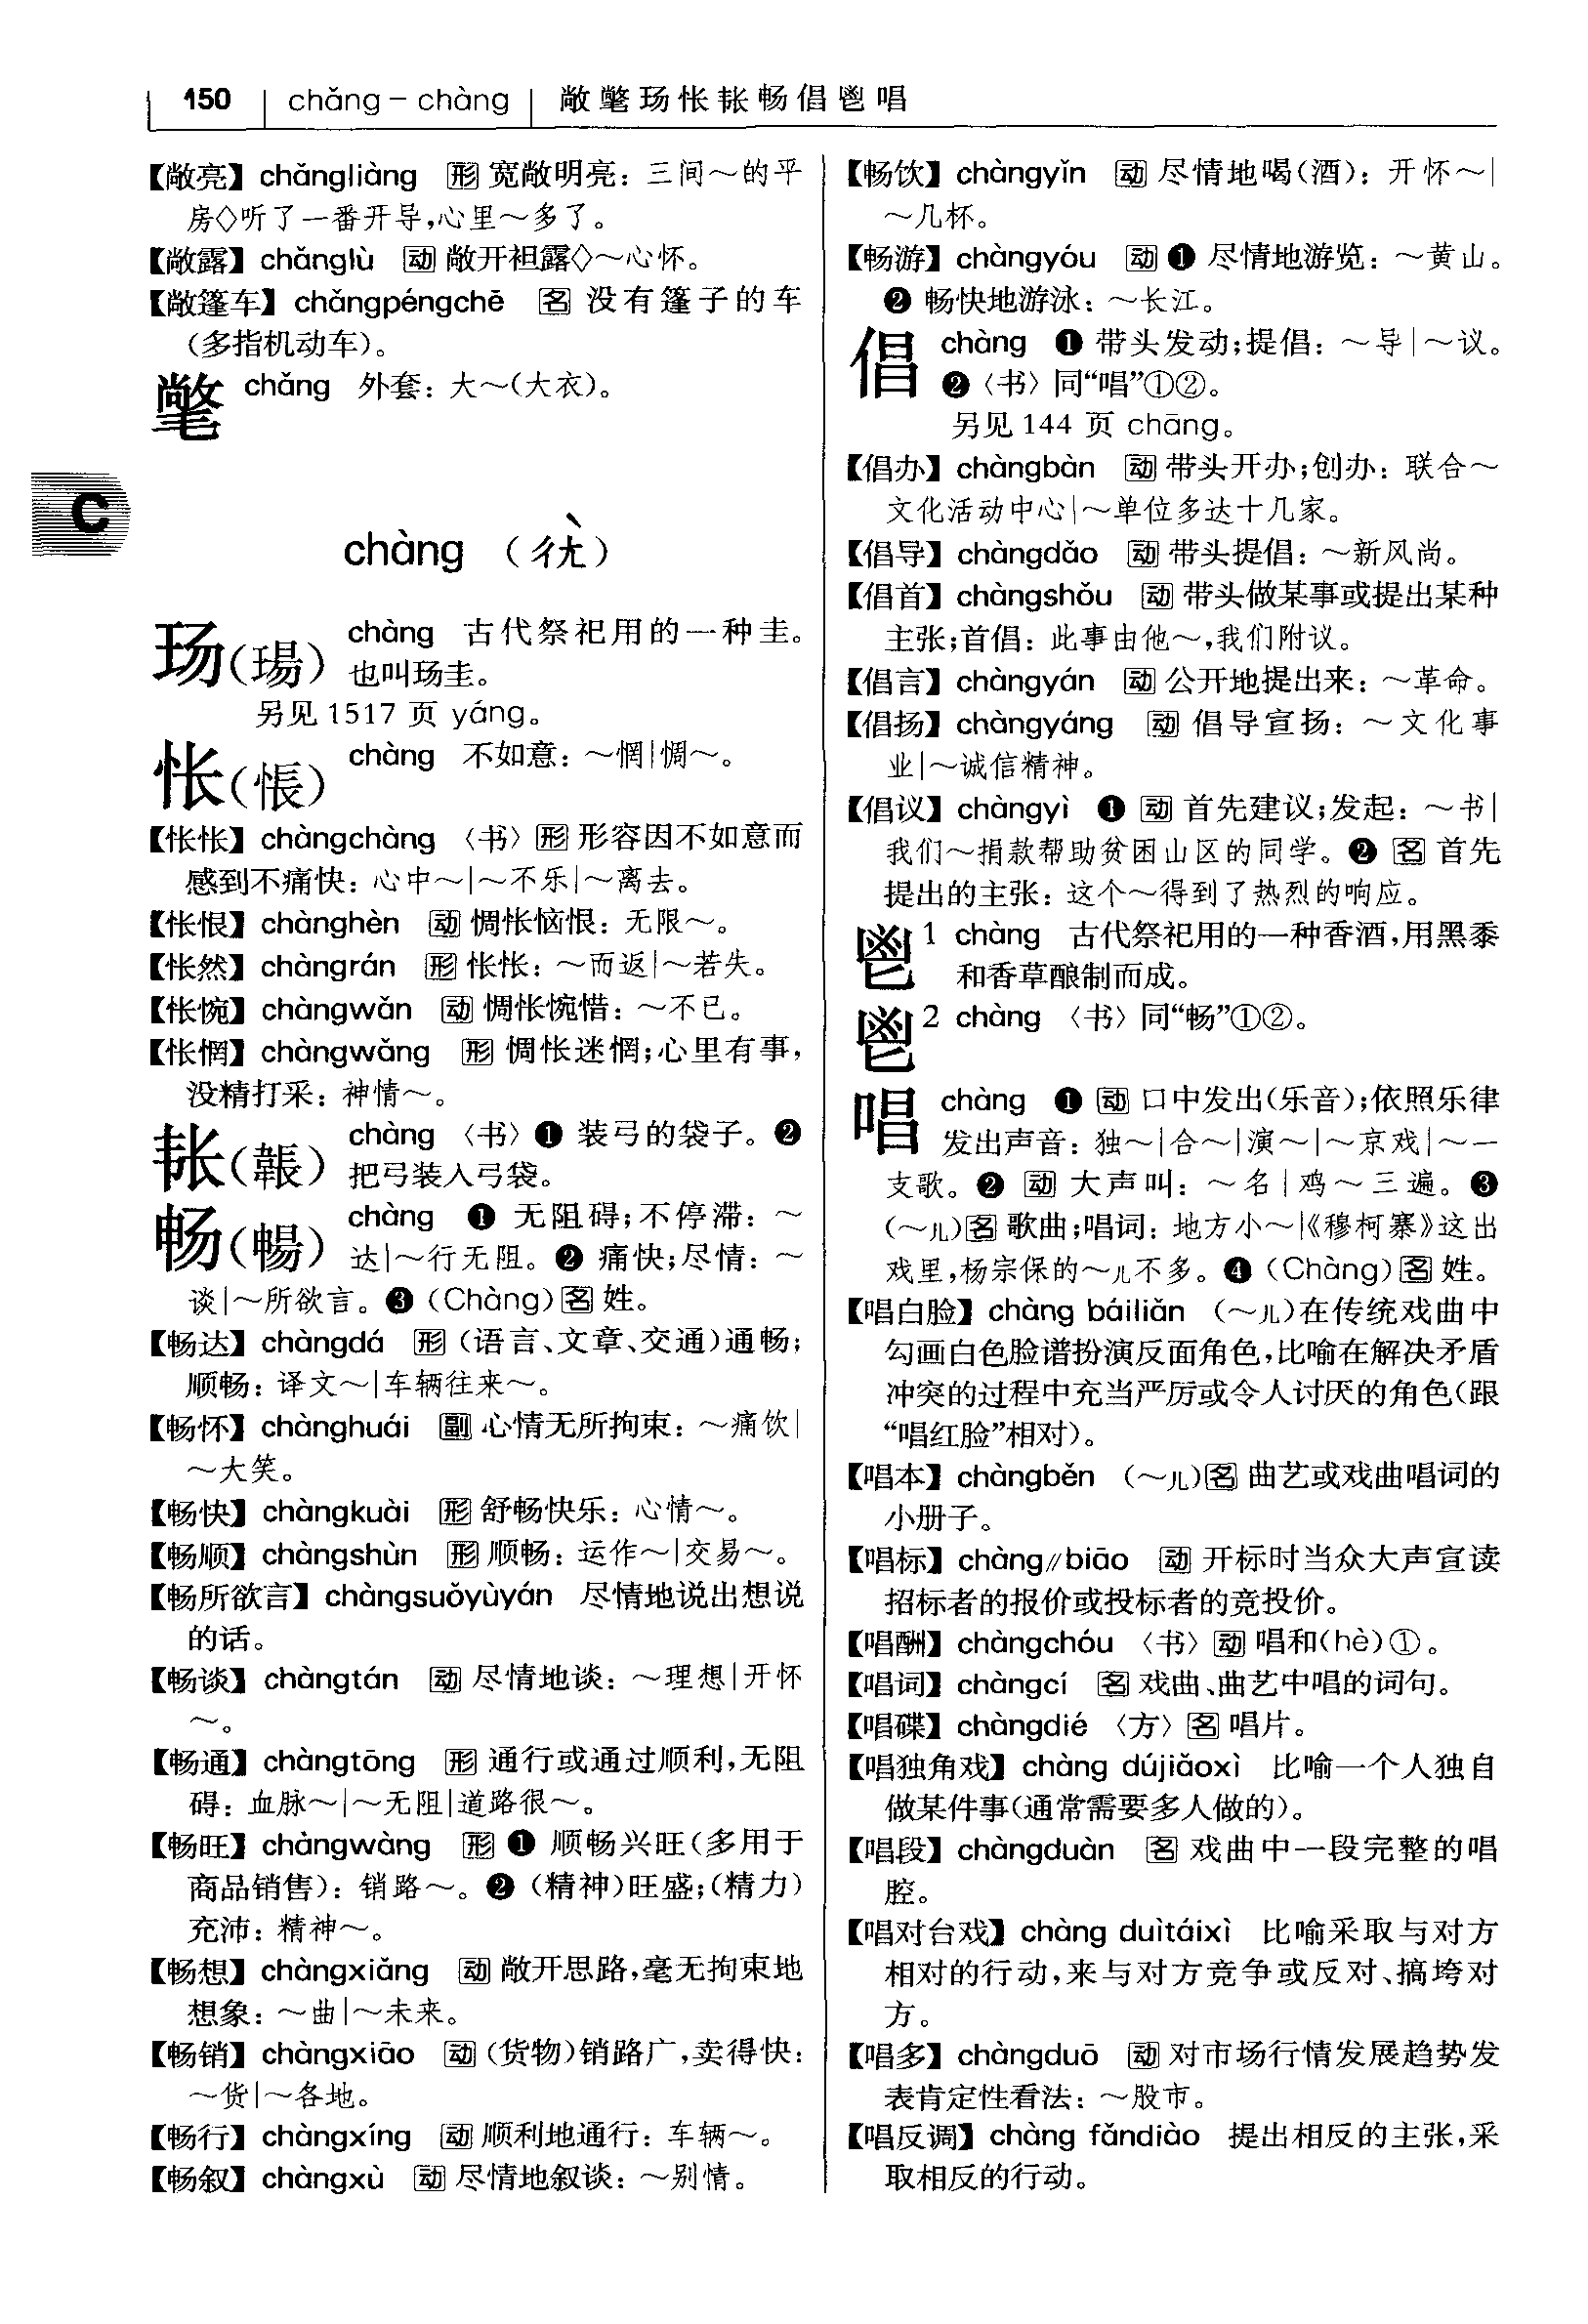 150 chǎng – chàng 敞氅玚怅韔畅倡鬯唱
【敞亮】chǎngliàng 形 宽敞明亮：三间～的平
房◇听了一番开导，心里～多了。
【敞露】chǎnglù 动 敞开袒露◇～心怀。
【敞篷车】chǎngpéngchē 名 没有篷子的车
（多指机动车）。
氅 chǎng 外套：大～（大衣）。
C
chàng （ㄔㄤˋ）
玚（瑒） chàng 古代祭祀用的一种圭。
也叫玚圭。
另见1517 页 yáng。
怅（悵） chàng 不如意：～惘|惆～。
【怅怅】chàngchàng 〈书〉形 形容因不如意而
感到不痛快：心中～|～不乐|～离去。
【怅恨】chànghèn 动 惆怅恼恨：无限～。
【怅然】chàngrán 形 怅怅：～而返|～若失。
【怅惋】chàngwǎn 动 惆怅惋惜：～不已。
【怅惘】chàngwǎng 形 惆怅迷惘；心里有事，
没精打采：神情～。
韔（韔） chàng 〈书〉❶ 装弓的袋子。❷
把弓装入弓袋。
畅（暢） chàng ❶ 无阻碍；不停滞：～
达|～行无阻。❷ 痛快；尽情：～
谈|～所欲言。❸（Chàng）名 姓。
【畅达】chàngdá 形（语言、文章、交通）通畅；
顺畅：译文～|车辆往来～。
【畅怀】chànghuái 副 心情无所拘束：～痛饮|
～大笑。
【畅快】chàngkuài 形 舒畅快乐：心情～。
【畅顺】chàngshùn 形 顺畅：运作～|交易～。
【畅所欲言】chàngsuǒyùyán 尽情地说出想说
的话。
【畅谈】chàngtán 动 尽情地谈：～理想|开怀
～。
【畅通】chàngtōng 形 通行或通过顺利，无阻
碍：血脉～|～无阻|道路很～。
【畅旺】chàngwàng 形 ❶ 顺畅兴旺（多用于
商品销售）：销路～。❷（精神）旺盛；（精力）
充沛：精神～。
【畅想】chàngxiǎng 动 敞开思路，毫无拘束地
想象：～曲|～未来。
【畅销】chàngxiāo 动（货物）销路广，卖得快：
～货|～各地。
【畅行】chàngxíng 动 顺利地通行：车辆～。
【畅叙】chàngxù 动 尽情地叙谈：～别情。
【畅饮】chàngyǐn 动 尽情地喝（酒）：开怀～|
～几杯。
【畅游】chàngyóu 动 ❶ 尽情地游览：～黄山。
❷ 畅快地游泳：～长江。
倡 chàng ❶ 带头发动；提倡：～导|～议。
❷〈书〉同“唱”①②。
另见144 页 chāng。
【倡办】chàngbàn 动 带头开办；创办：联合～
文化活动中心|～单位多达十几家。
【倡导】chàngdǎo 动 带头提倡：～新风尚。
【倡首】chàngshǒu 动 带头做某事或提出某种
主张；首倡：此事由他～，我们附议。
【倡言】chàngyán 动 公开地提出来：～革命。
【倡扬】chàngyáng 动 倡导宣扬：～文化事
业|～诚信精神。
【倡议】chàngyì ❶ 动 首先建议；发起：～书|
我们～捐款帮助贫困山区的同学。❷ 名 首先
提出的主张：这个～得到了热烈的响应。
鬯1 chàng 古代祭祀用的一种香酒，用黑黍
和香草酿制而成。
鬯2 chàng 〈书〉同“畅”①②。
唱 chàng ❶ 动 口中发出（乐音）；依照乐律
发出声音：独～|合～|演～|～京戏|～一
支歌。❷ 动 大声叫：～名|鸡～三遍。❸
（～儿）名 歌曲；唱词：地方小～|《穆柯寨》这出
戏里，杨宗保的～儿不多。❹（Chàng）名 姓。
【唱白脸】chàng báiliǎn （～儿）在传统戏曲中
勾画白色脸谱扮演反面角色，比喻在解决矛盾
冲突的过程中充当严厉或令人讨厌的角色（跟
“唱红脸”相对）。
【唱本】chàngběn （～儿）名 曲艺或戏曲唱词的
小册子。
【唱标】chàng//biāo 动 开标时当众大声宣读
招标者的报价或投标者的竞投价。
【唱酬】chàngchóu 〈书〉动 唱和（hè）①。
【唱词】chàngcí 名 戏曲、曲艺中唱的词句。
【唱碟】chàngdié 〈方〉名 唱片。
【唱独角戏】chàng dújiǎoxì 比喻一个人独自
做某件事（通常需要多人做的）。
【唱段】chàngduàn 名 戏曲中一段完整的唱
腔。
【唱对台戏】chàng duìtáixì 比喻采取与对方
相对的行动，来与对方竞争或反对、搞垮对
方。
【唱多】chàngduō 动 对市场行情发展趋势发
表肯定性看法：～股市。
【唱反调】chàng fǎndiào 提出相反的主张，采
取相反的行动。